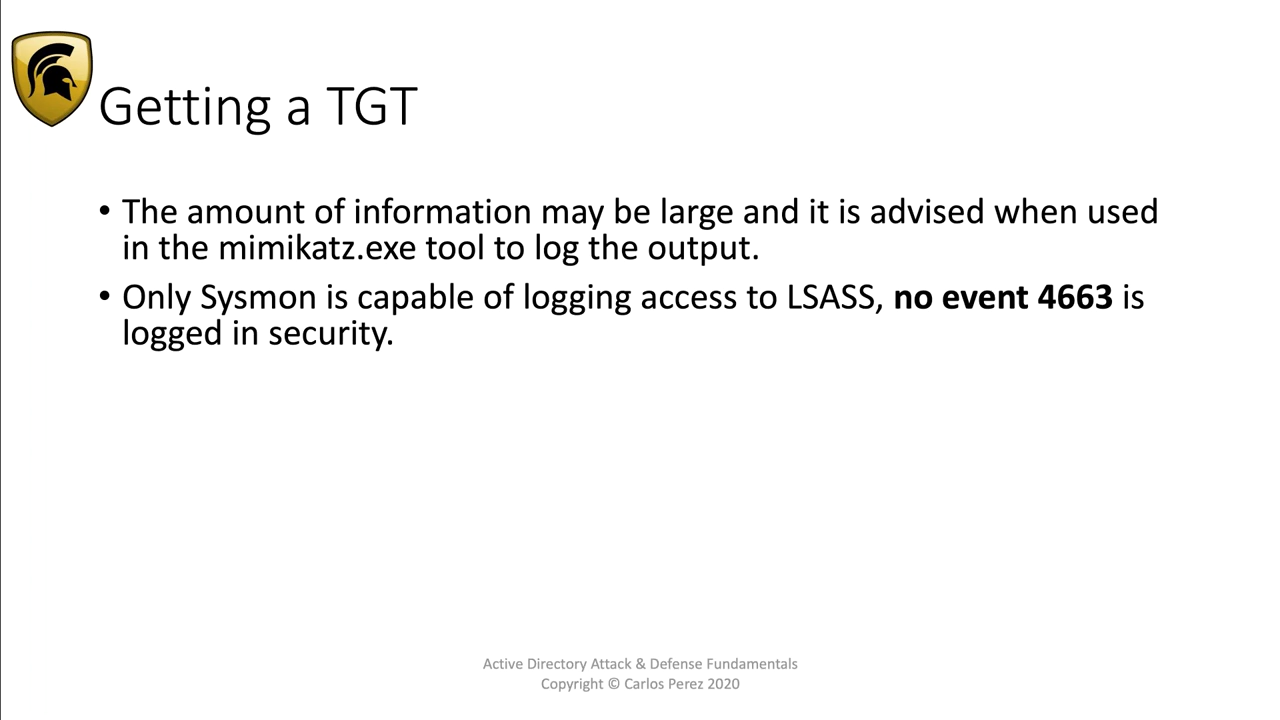 Getting a TGT
• The amount of information may be large and it is advised when used
in the mimikatz.exe tool to log the output.
• Only Sysmon is capable of logging access to LSASS, no event 4663 is
logged in security.
Active Directory Attack & Defense Fundamentals
Copyright © Carlos Perez 2020